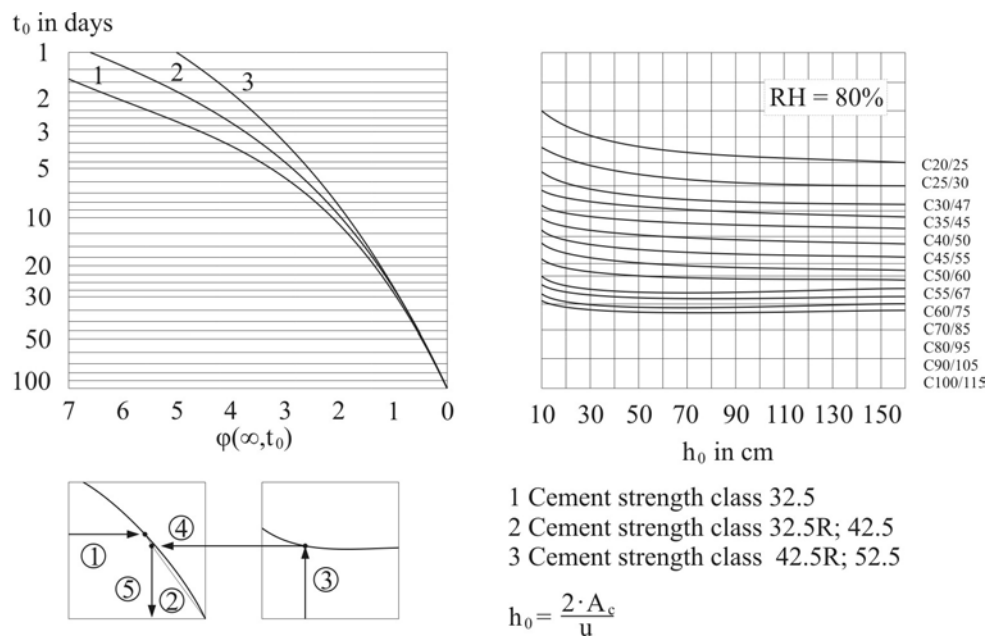 t₀ in days
1
2
3
5
10
20
30
50
100
1
2
3
7 6 5 4 3 2 1 0
φ(∞,t₀)
RH = 80%
C20/25
C25/30
C30/47
C35/45
C40/50
C45/55
C50/60
C55/67
C60/75
C70/85
C80/95
C90/105
C100/115
10 30 50 70 90 110 130 150
h₀ in cm
①
④
⑤
②
③
1 Cement strength class 32.5
2 Cement strength class 32.5R; 42.5
3 Cement strength class 42.5R; 52.5
h₀ = 2·A꜀
u